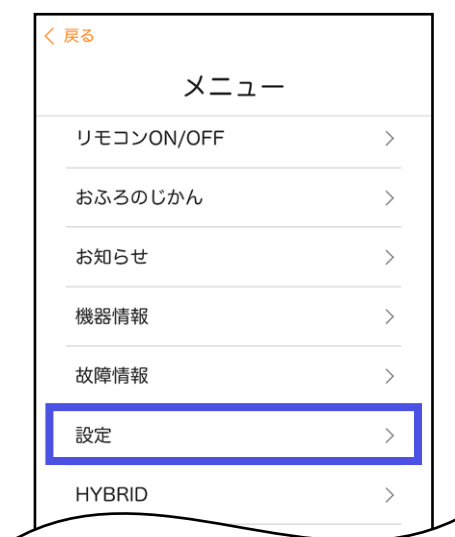 戻る
メニュー
リモコンON/OFF
おふろのじかん
お知らせ
機器情報
故障情報
設定
HYBRID